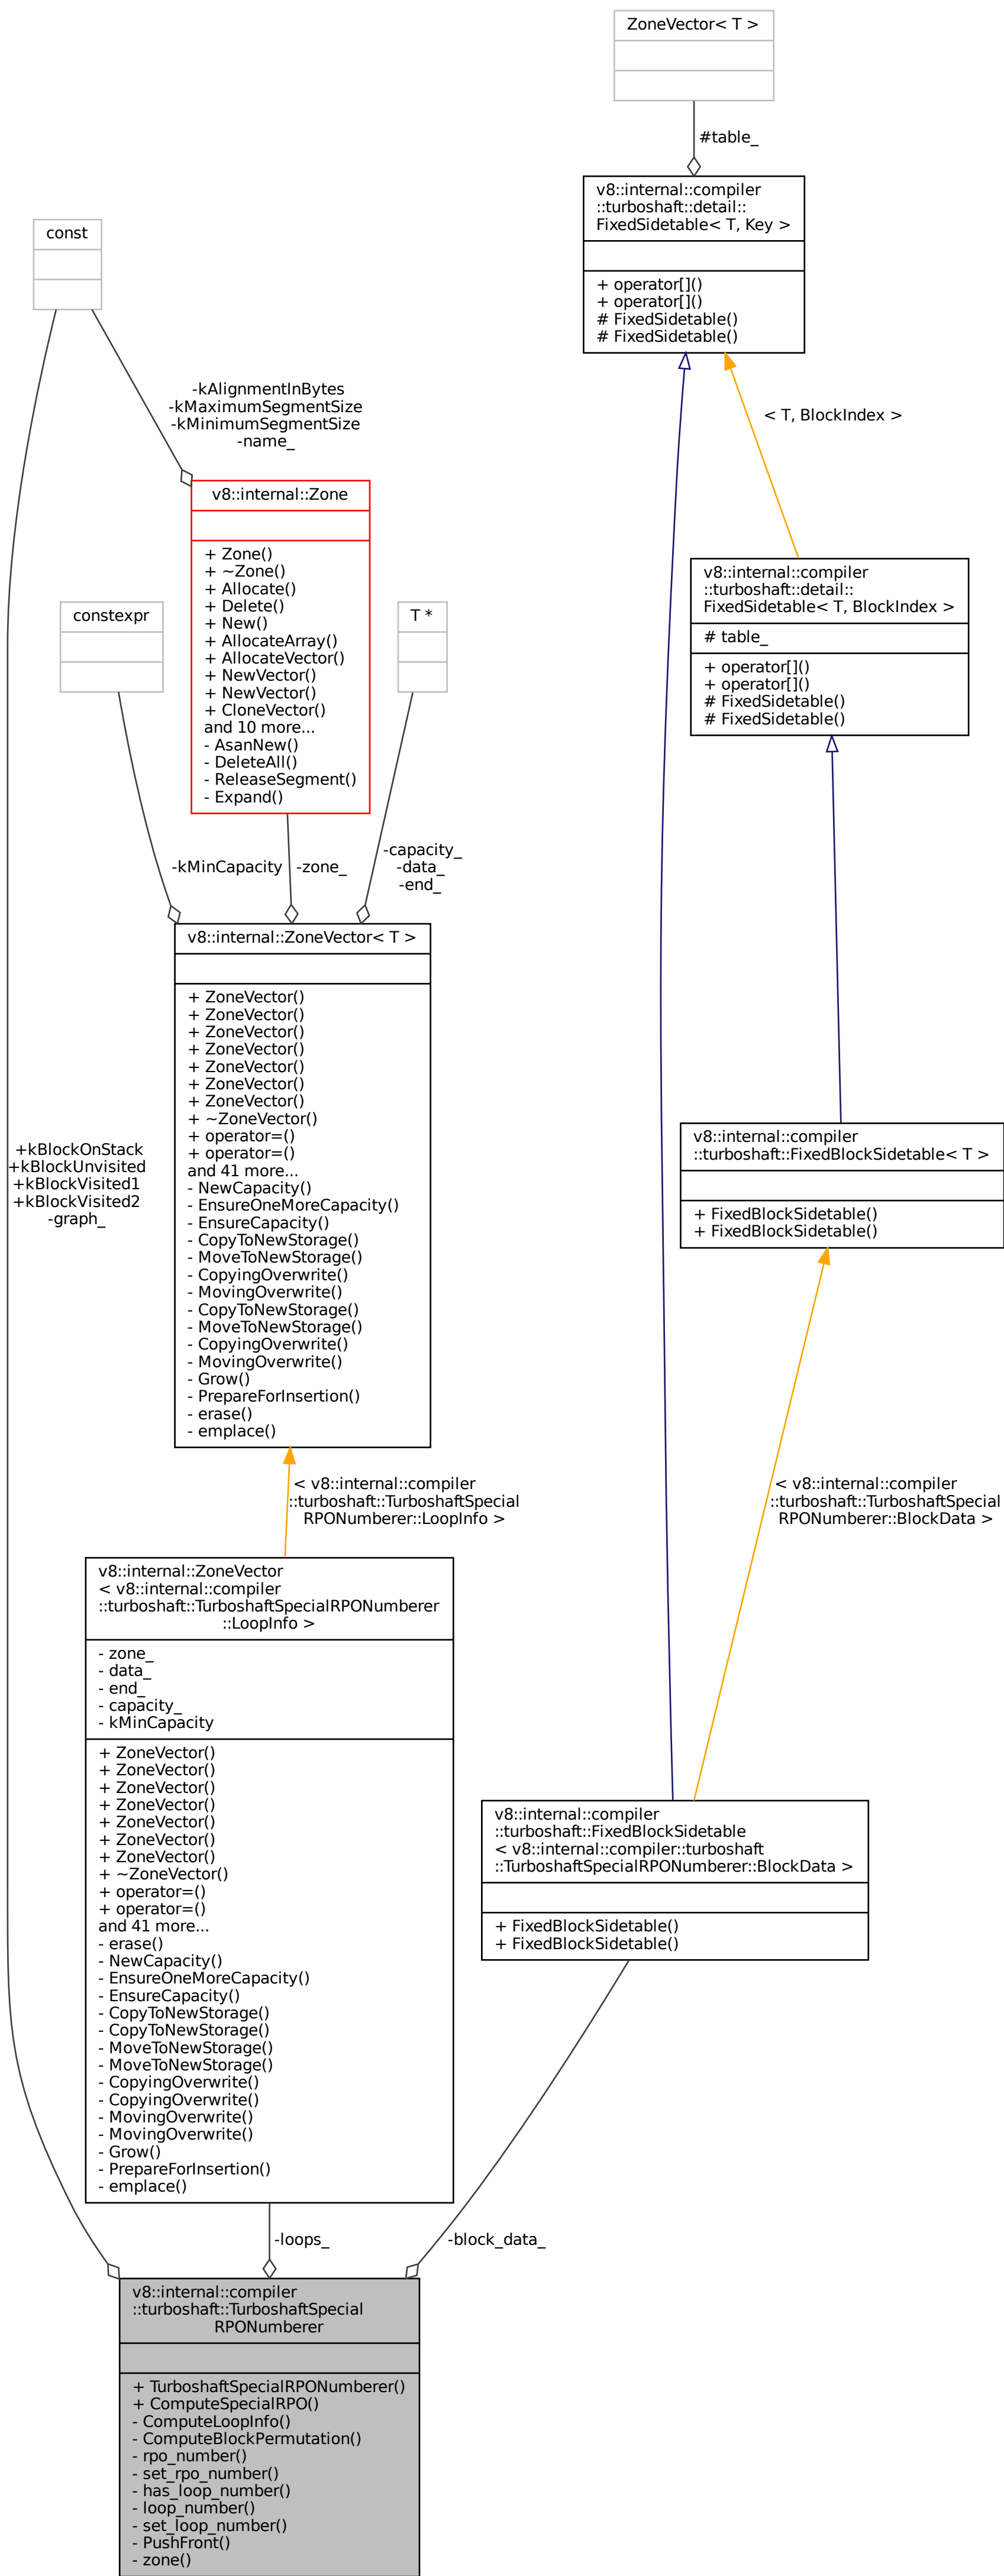 ZoneVector< T >
#table_
v8::internal::compiler
::turboshaft::detail::
FixedSidetable< T, Key >
+ operator[]()
+ operator[]()
# FixedSidetable()
# FixedSidetable()
const
-kAlignmentInBytes
-kMaximumSegmentSize
-kMinimumSegmentSize
-name_
< T, BlockIndex >
v8::internal::Zone
+ Zone()
+ ~Zone()
+ Allocate()
+ Delete()
+ New()
+ AllocateArray()
+ AllocateVector()
+ NewVector()
+ NewVector()
+ CloneVector()
and 10 more...
- AsanNew()
- DeleteAll()
- ReleaseSegment()
- Expand()
v8::internal::compiler
::turboshaft::detail::
FixedSidetable< T, BlockIndex >
# table_
+ operator[]()
+ operator[]()
# FixedSidetable()
# FixedSidetable()
constexpr
T *
-kMinCapacity
-zone_
-capacity_
-data_
-end_
v8::internal::ZoneVector< T >
+ ZoneVector()
+ ZoneVector()
+ ZoneVector()
+ ZoneVector()
+ ZoneVector()
+ ZoneVector()
+ ZoneVector()
+ ~ZoneVector()
+ operator=()
+ operator=()
and 41 more...
- NewCapacity()
- EnsureOneMoreCapacity()
- EnsureCapacity()
- CopyToNewStorage()
- MoveToNewStorage()
- CopyingOverwrite()
- MovingOverwrite()
- CopyToNewStorage()
- MoveToNewStorage()
- CopyingOverwrite()
- MovingOverwrite()
- Grow()
- PrepareForInsertion()
- erase()
- emplace()
+kBlockOnStack
+kBlockUnvisited
+kBlockVisited1
+kBlockVisited2
-graph_
v8::internal::compiler
::turboshaft::FixedBlockSidetable< T >
+ FixedBlockSidetable()
+ FixedBlockSidetable()
< v8::internal::compiler
::turboshaft::TurboshaftSpecial
RPONumberer::LoopInfo >
< v8::internal::compiler
::turboshaft::TurboshaftSpecial
RPONumberer::BlockData >
v8::internal::ZoneVector
< v8::internal::compiler
::turboshaft::TurboshaftSpecialRPONumberer
::LoopInfo >
- zone_
- data_
- end_
- capacity_
- kMinCapacity
+ ZoneVector()
+ ZoneVector()
+ ZoneVector()
+ ZoneVector()
+ ZoneVector()
+ ZoneVector()
+ ZoneVector()
+ ~ZoneVector()
+ operator=()
+ operator=()
and 41 more...
- erase()
- NewCapacity()
- EnsureOneMoreCapacity()
- EnsureCapacity()
- CopyToNewStorage()
- CopyToNewStorage()
- MoveToNewStorage()
- MoveToNewStorage()
- CopyingOverwrite()
- CopyingOverwrite()
- MovingOverwrite()
- MovingOverwrite()
- Grow()
- PrepareForInsertion()
- emplace()
v8::internal::compiler
::turboshaft::FixedBlockSidetable
< v8::internal::compiler::turboshaft
::TurboshaftSpecialRPONumberer::BlockData >
+ FixedBlockSidetable()
+ FixedBlockSidetable()
-loops_
-block_data_
v8::internal::compiler
::turboshaft::TurboshaftSpecial
RPONumberer
+ TurboshaftSpecialRPONumberer()
+ ComputeSpecialRPO()
- ComputeLoopInfo()
- ComputeBlockPermutation()
- rpo_number()
- set_rpo_number()
- has_loop_number()
- loop_number()
- set_loop_number()
- PushFront()
- zone()